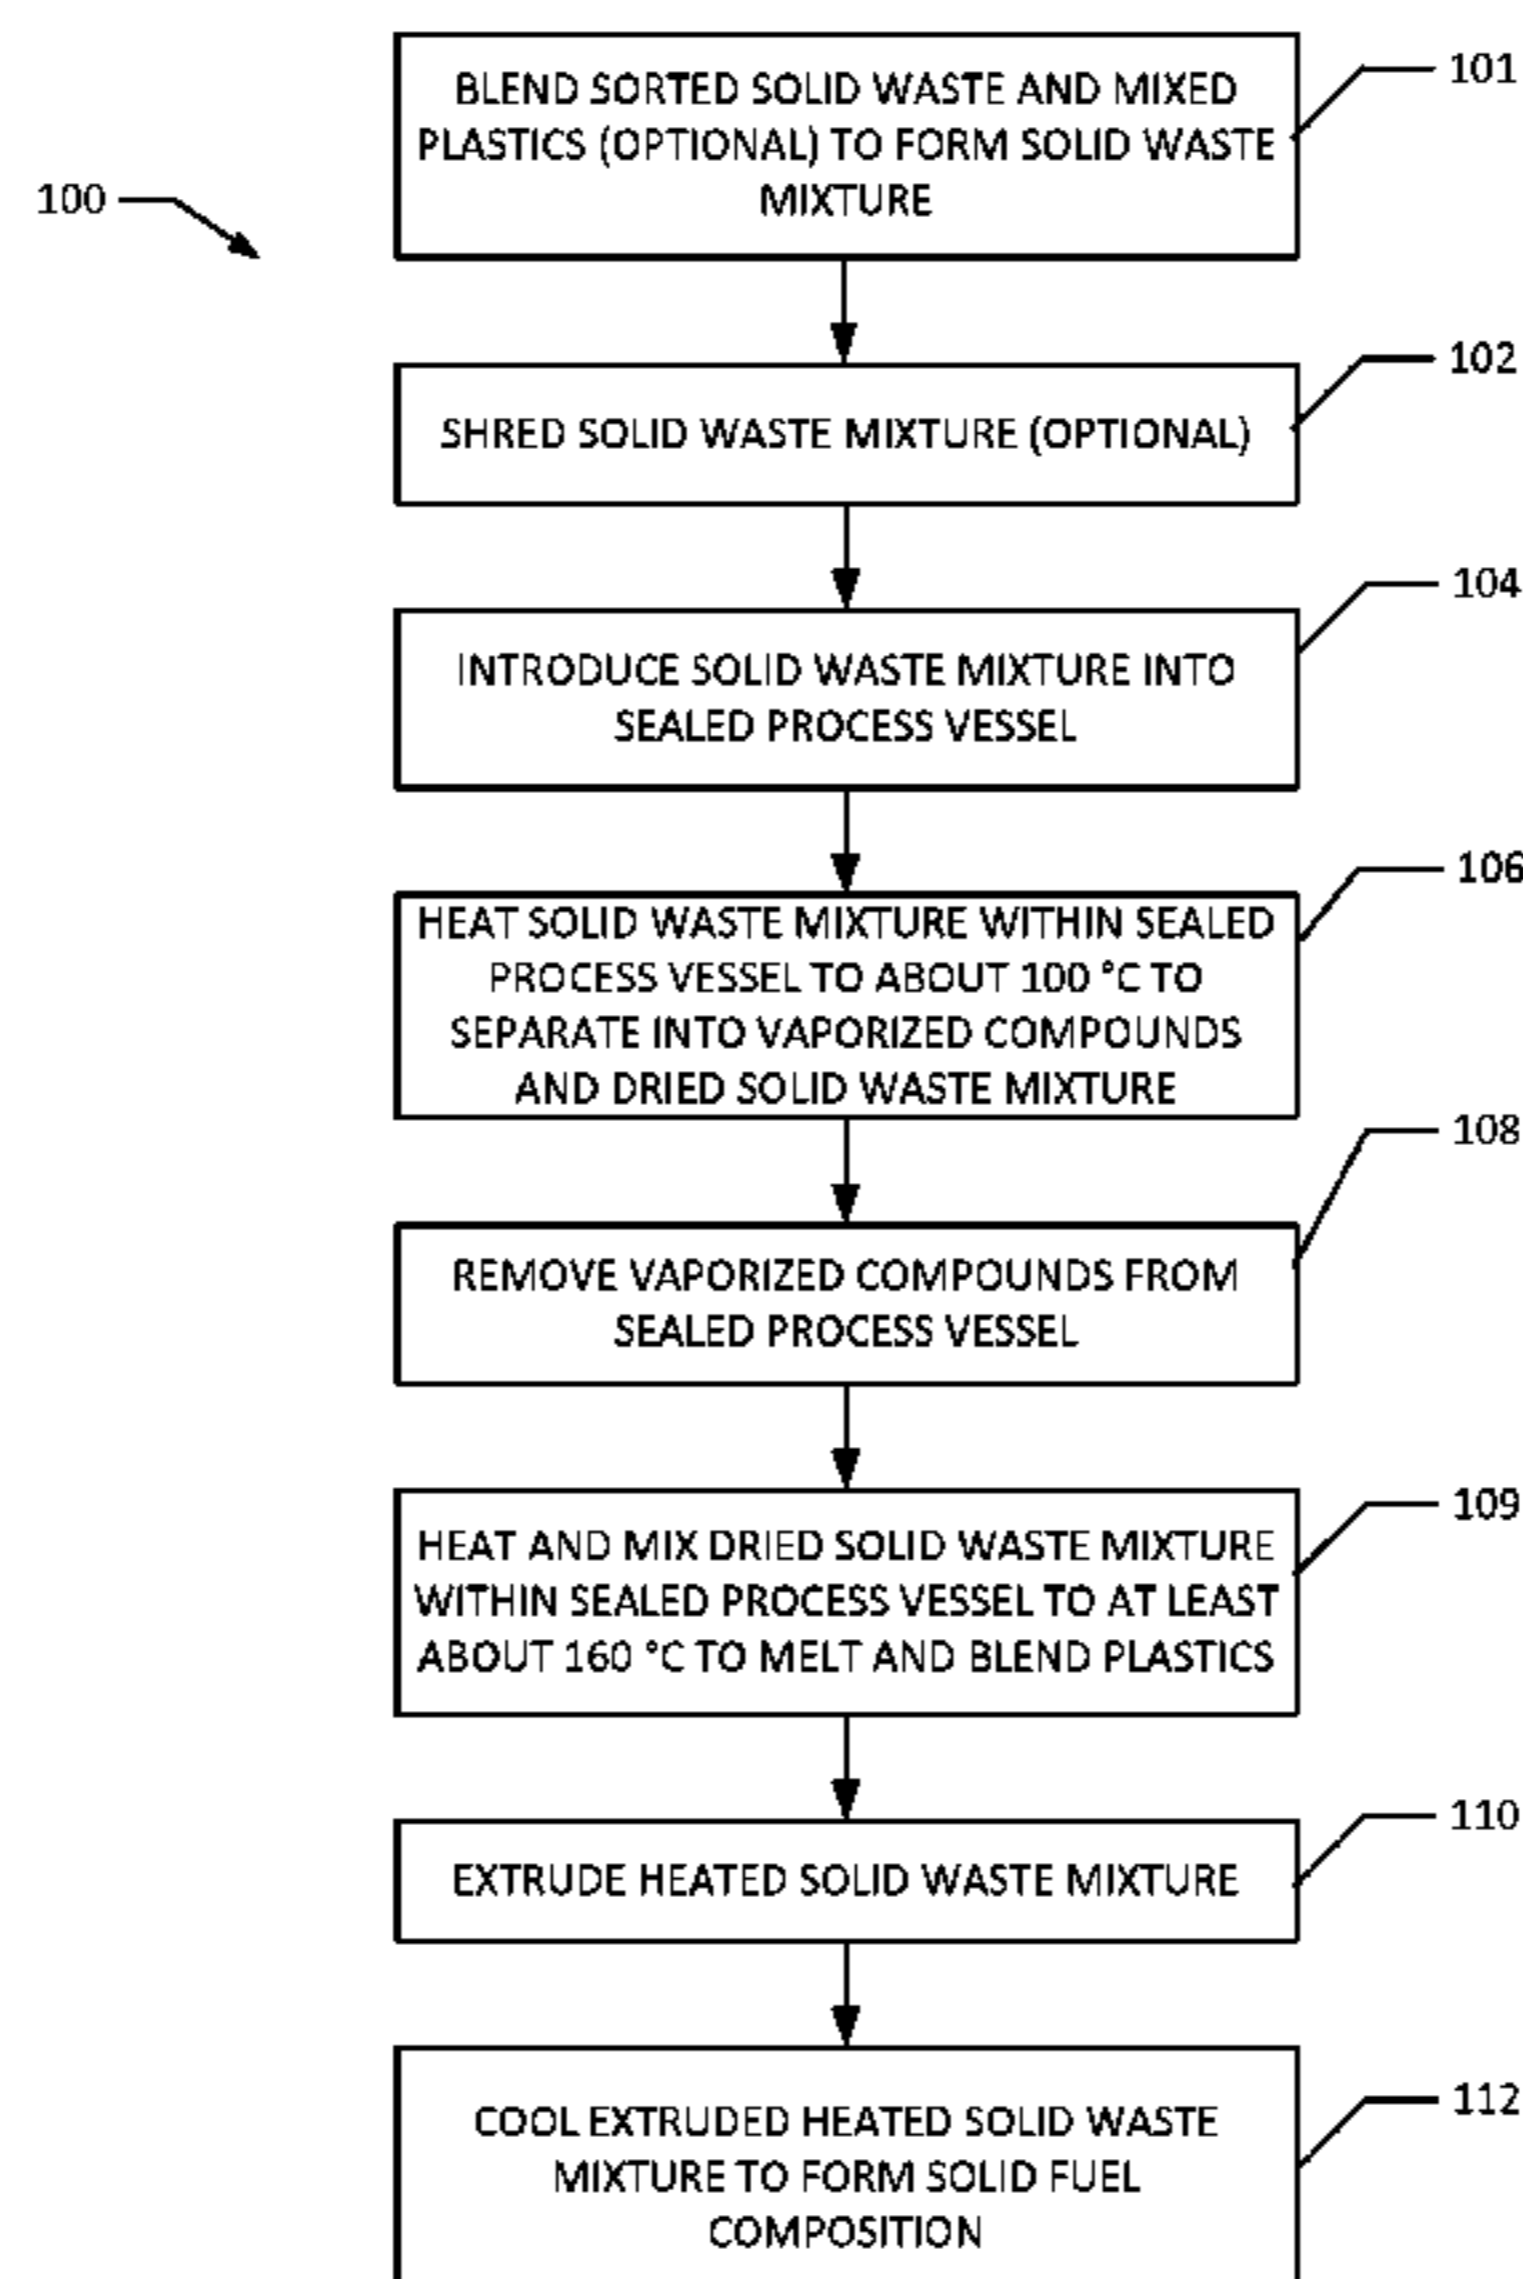 BLEND SORTED SOLID WASTE AND MIXED
PLASTICS (OPTIONAL) TO FORM SOLID WASTE
MIXTURE
101
100
SHRED SOLID WASTE MIXTURE (OPTIONAL)
102
INTRODUCE SOLID WASTE MIXTURE INTO
SEALED PROCESS VESSEL
104
HEAT SOLID WASTE MIXTURE WITHIN SEALED
PROCESS VESSEL TO ABOUT 100 °C TO
SEPARATE INTO VAPORIZED COMPOUNDS
AND DRIED SOLID WASTE MIXTURE
106
REMOVE VAPORIZED COMPOUNDS FROM
SEALED PROCESS VESSEL
108
HEAT AND MIX DRIED SOLID WASTE MIXTURE
WITHIN SEALED PROCESS VESSEL TO AT LEAST
ABOUT 160 °C TO MELT AND BLEND PLASTICS
109
EXTRUDE HEATED SOLID WASTE MIXTURE
110
COOL EXTRUDED HEATED SOLID WASTE
MIXTURE TO FORM SOLID FUEL
COMPOSITION
112